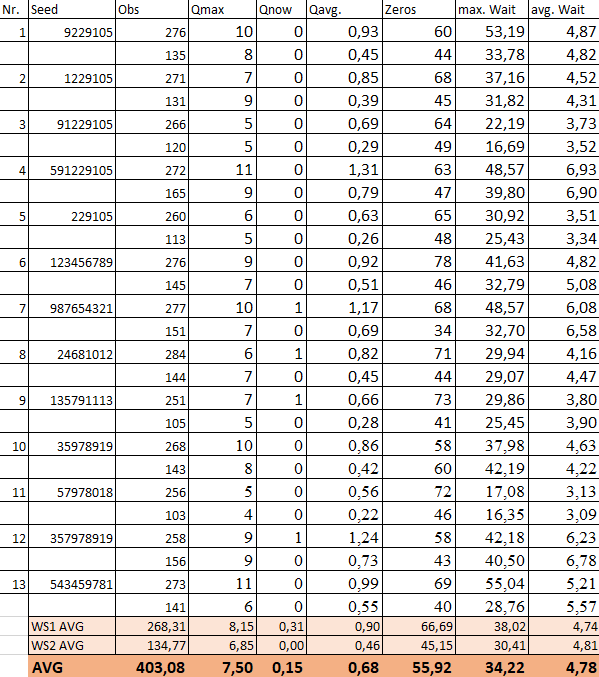 Nr. Seed Obs Qmax Qnow Qavg. Zeros max. Wait avg. Wait
1 9229105 276 10 0 0,93 60 53,19 4,87
135 8 0 0,45 44 33,78 4,82
2 1229105 271 7 0 0,85 68 37,16 4,52
131 9 0 0,39 45 31,82 4,31
3 91229105 266 5 0 0,69 64 22,19 3,73
120 5 0 0,29 49 16,69 3,52
4 591229105 272 11 0 1,31 63 48,57 6,93
165 9 0 0,79 47 39,80 6,90
5 229105 260 6 0 0,63 65 30,92 3,51
113 5 0 0,26 48 25,43 3,34
6 123456789 276 9 0 0,92 78 41,63 4,82
145 7 0 0,51 46 32,79 5,08
7 987654321 277 10 1 1,17 68 48,57 6,08
151 7 0 0,69 34 32,70 6,58
8 24681012 284 6 1 0,82 71 29,94 4,16
144 7 0 0,45 44 29,07 4,47
9 135791113 251 7 1 0,66 73 29,86 3,80
105 5 0 0,28 41 25,45 3,90
10 35978919 268 10 0 0,86 58 37,98 4,63
143 8 0 0,42 60 42,19 4,22
11 57978018 256 5 0 0,56 72 17,08 3,13
103 4 0 0,22 46 16,35 3,09
12 357978919 258 9 1 1,24 58 42,18 6,23
156 9 0 0,73 43 40,50 6,78
13 543459781 273 11 0 0,99 69 55,04 5,21
141 6 0 0,55 40 28,76 5,57
WS1 AVG 268,31 8,15 0,31 0,90 66,69 38,02 4,74
WS2 AVG 134,77 6,85 0,00 0,46 45,15 30,41 4,81
AVG 403,08 7,50 0,15 0,68 55,92 34,22 4,78